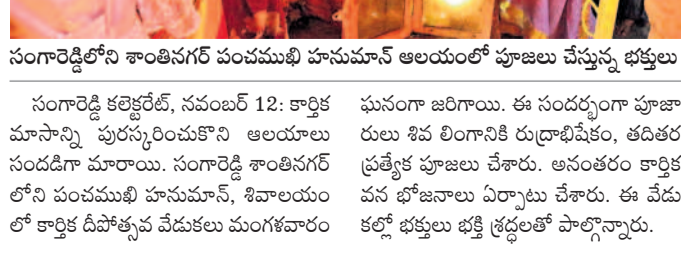 సంగారెడ్డిలోని శాంతినగర్ పంచముఖి హనుమాన్ ఆలయంలో పూజలు చేస్తున్న భక్తులు
సంగారెడ్డి కలెక్టరేట్, నవంబర్ 12: కార్తిక
మాసాన్ని పురస్కరించుకొని ఆలయాలు
సందడిగా మారాయి. సంగారెడ్డి శాంతినగర్
లోని పంచముఖి హనుమాన్, శివాలయం
లో కార్తిక దీపోత్సవ వేడుకలు మంగళవారం
ఘనంగా జరిగాయి. ఈ సందర్భంగా పూజా
రులు శివ లింగానికి రుద్రాభిషేకం, తదితర
ప్రత్యేక పూజలు చేశారు. అనంతరం కార్తిక
వన భోజనాలు ఏర్పాటు చేశారు. ఈ వేడు
కల్లో భక్తులు భక్తి శ్రద్ధలతో పాల్గొన్నారు.